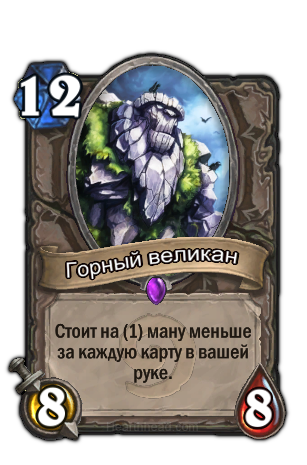 12
Горный великан
Стоит на (1) ману меньше
за каждую карту в вашей
руке.
8
8